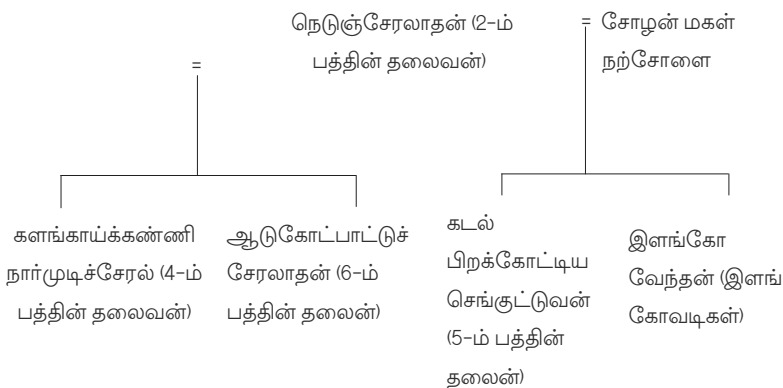 நெடுஞ்சேரலாதன் (2-ம்
பத்தின் தலைவன்)
= சோழன் மகள்
நற்சோளை
=
களங்காய்க்கண்ணி
நார்முடிச்சேரல் (4-ம்
பத்தின் தலைவன்)
ஆடுகோட்பாட்டுச்
சேரலாதன் (6-ம்
பத்தின் தலைன்)
கடல்
பிறக்கோட்டிய
செங்குட்டுவன்
(5-ம் பத்தின்
தலைன்)
இளங்கோ
வேந்தன் (இளங்
கோவடிகள்)